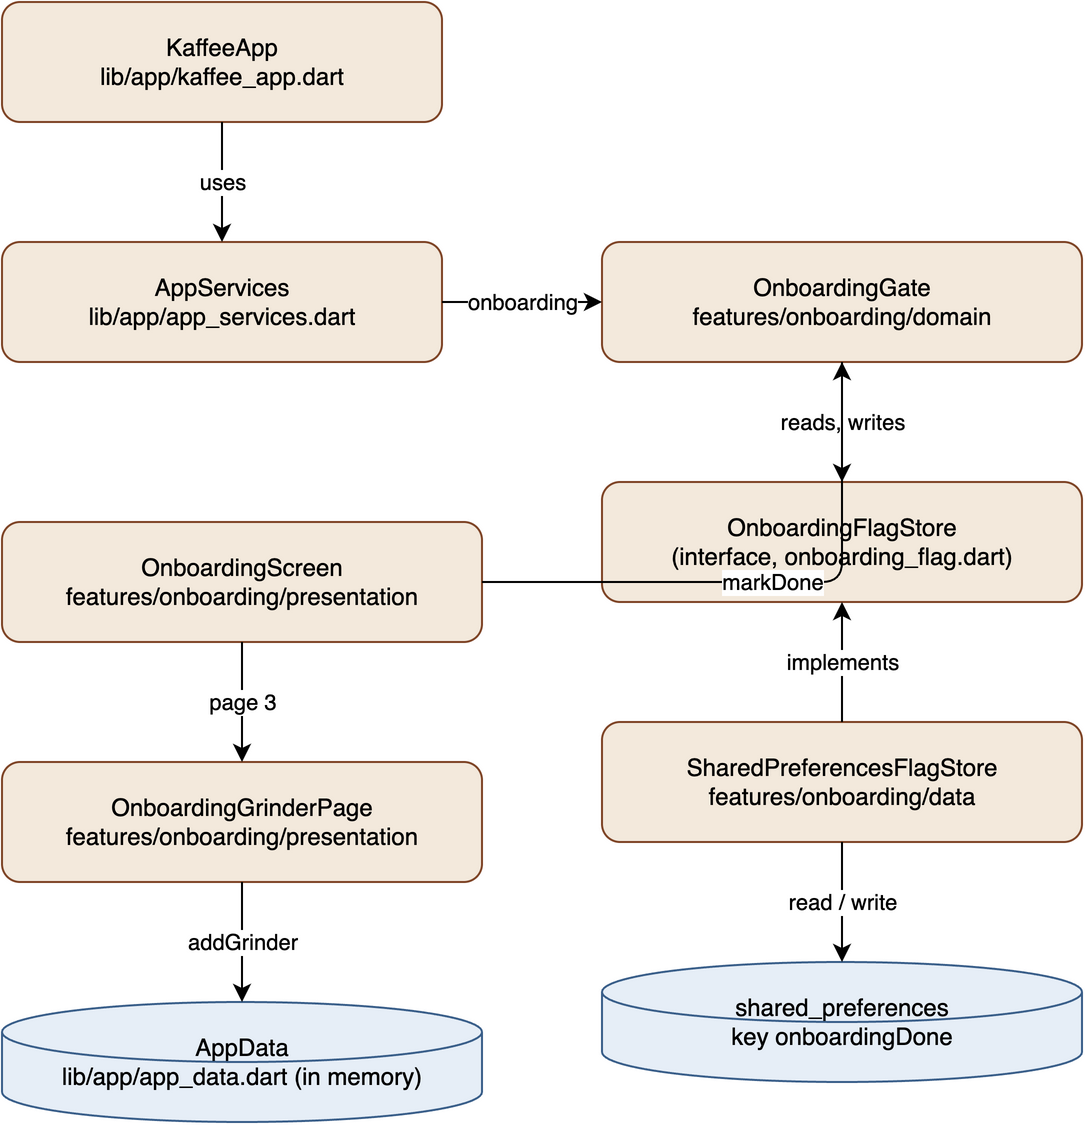 KaffeeApp
lib/app/kaffee_app.dart
uses
AppServices
lib/app/app_services.dart
onboarding
OnboardingGate
features/onboarding/domain
reads, writes
OnboardingFlagStore
(interface, onboarding_flag.dart)
markDone
OnboardingScreen
features/onboarding/presentation
implements
page 3
SharedPreferencesFlagStore
features/onboarding/data
OnboardingGrinderPage
features/onboarding/presentation
read / write
addGrinder
shared_preferences
key onboardingDone
AppData
lib/app/app_data.dart (in memory)